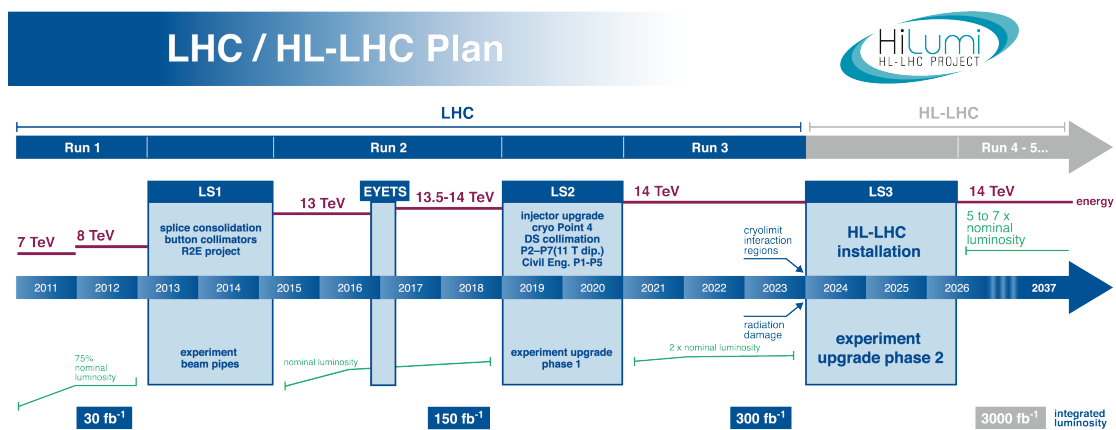 LHC / HL-LHC Plan
HiLumi
HL-LHC PROJECT
LHC
HL-LHC
Run 1
Run 2
Run 3
Run 4 - 5...
LS1
EYETS
LS2
LS3
7 TeV
8 TeV
13 TeV
13.5-14 TeV
14 TeV
14 TeV
energy
splice consolidation
button collimators
R2E project
injector upgrade
cryo Point 4
DS collimation
P2–P7(11 T dip.)
Civil Eng. P1-P5
cryolimit
interaction
regions
HL-LHC
installation
5 to 7 x
nominal
luminosity
2011 2012 2013 2014 2015 2016 2017 2018 2019 2020 2021 2022 2023 2024 2025 2026 2037
75%
nominal
luminosity
experiment
beam pipes
nominal luminosity
experiment upgrade
phase 1
radiation
damage
2 x nominal luminosity
experiment
upgrade phase 2
30 fb-1
150 fb-1
300 fb-1
3000 fb-1
integrated
luminosity